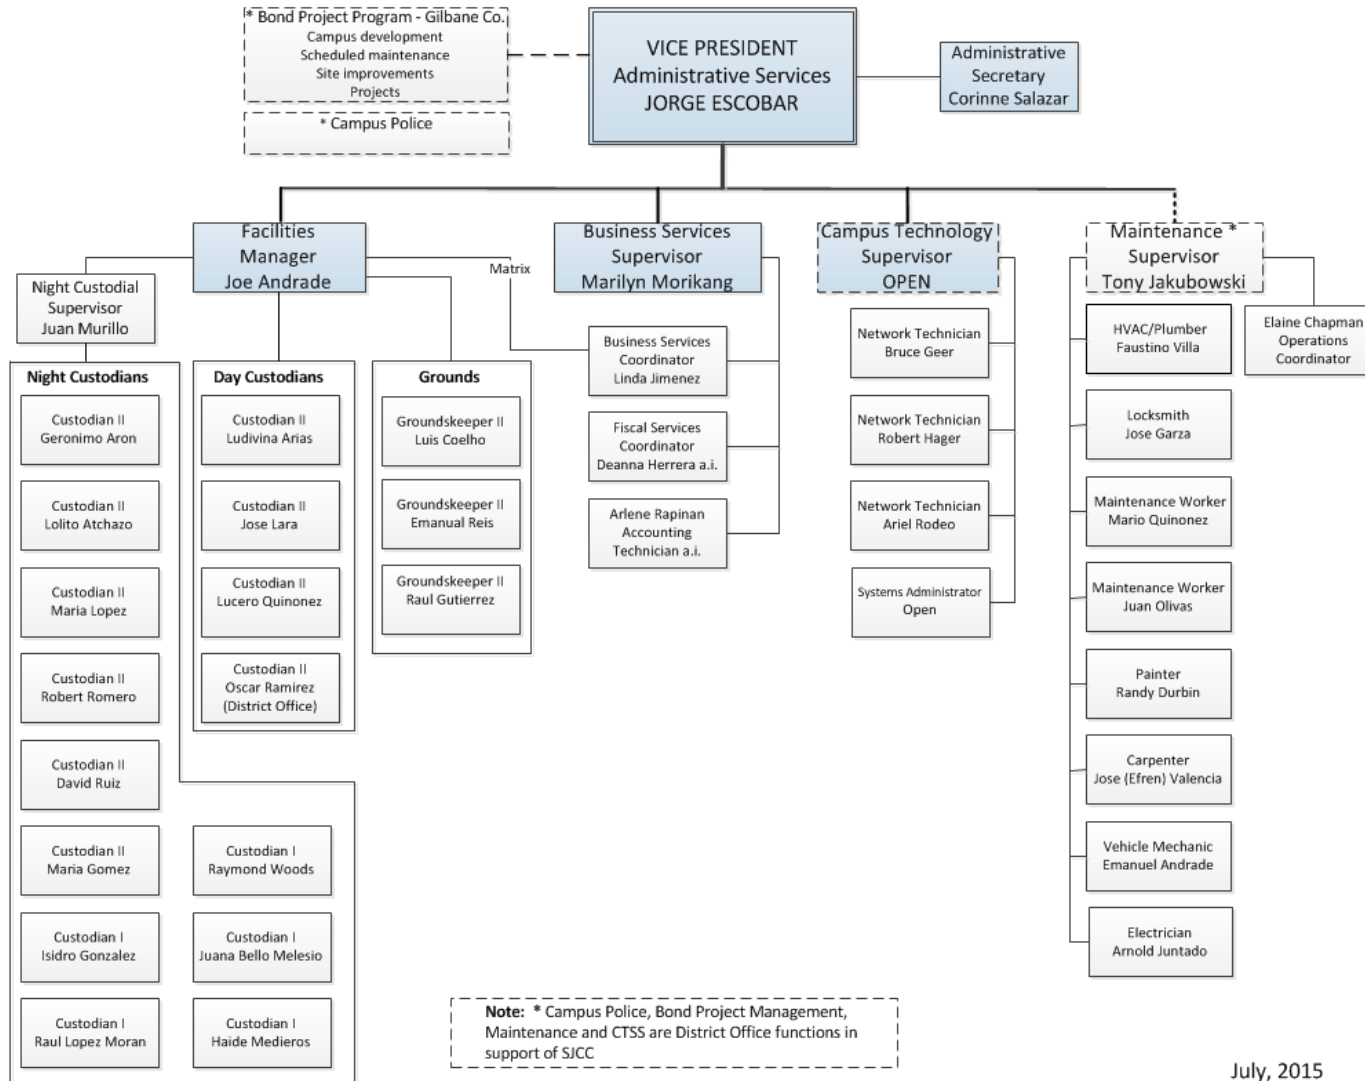 * Bond Project Program - Gilbane Co.
Campus development
Scheduled maintenance
Site improvements
Projects
* Campus Police
VICE PRESIDENT
Administrative Services
JORGE ESCOBAR
Administrative
Secretary
Corinne Salazar
Facilities
Manager
Joe Andrade
Business Services
Supervisor
Marilyn Morikang
Campus Technology
Supervisor
OPEN
Maintenance *
Supervisor
Tony Jakubowski
Matrix
Night Custodial
Supervisor
Juan Murillo
Night Custodians
Custodian II
Geronimo Aron
Custodian II
Lolito Atchazo
Custodian II
Maria Lopez
Custodian II
Robert Romero
Custodian II
David Ruiz
Custodian II
Maria Gomez
Custodian I
Isidro Gonzalez
Custodian I
Raul Lopez Moran
Custodian I
Raymond Woods
Custodian I
Juana Bello Melesio
Custodian I
Haide Medieros
Day Custodians
Custodian II
Ludivina Arias
Custodian II
Jose Lara
Custodian II
Lucero Quinonez
Custodian II
Oscar Ramirez
(District Office)
Grounds
Groundskeeper II
Luis Coelho
Groundskeeper II
Emanual Reis
Groundskeeper II
Raul Gutierrez
Business Services
Coordinator
Linda Jimenez
Fiscal Services
Coordinator
Deanna Herrera a.i.
Arlene Rapinan
Accounting
Technician a.i.
Network Technician
Bruce Geer
Network Technician
Robert Hager
Network Technician
Ariel Rodeo
Systems Administrator
Open
HVAC/Plumber
Faustino Villa
Locksmith
Jose Garza
Maintenance Worker
Mario Quinonez
Maintenance Worker
Juan Olivas
Painter
Randy Durbin
Carpenter
Jose (Efren) Valencia
Vehicle Mechanic
Emanuel Andrade
Electrician
Arnold Juntado
Elaine Chapman
Operations
Coordinator
Note: * Campus Police, Bond Project Management,
Maintenance and CTSS are District Office functions in
support of SJCC
July, 2015